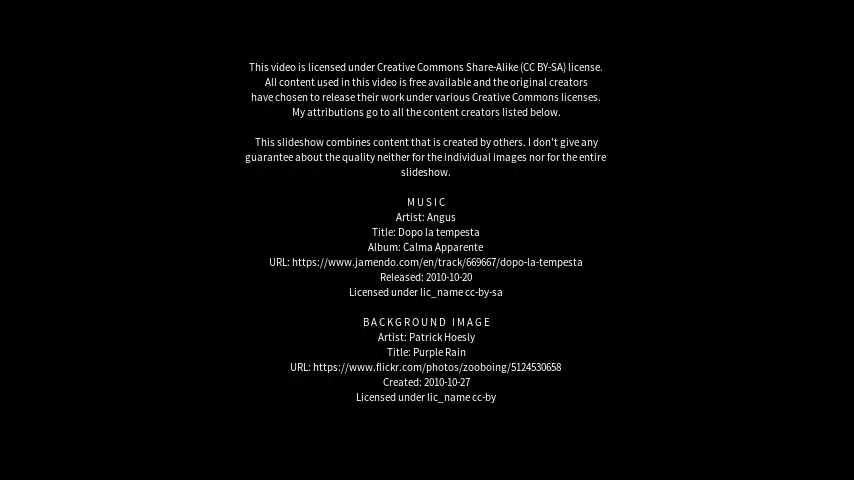 This video is licensed under Creative Commons Share-Alike (CC BY-SA) license.
All content used in this video is free available and the original creators
have chosen to release their work under various Creative Commons licenses.
My attributions go to all the content creators listed below.
This slideshow combines content that is created by others. I don't give any
guarantee about the quality neither for the individual images nor for the entire
slideshow.
MUSIC
Artist: Angus
Title: Dopo la tempesta
Album: Calma Apparente
URL: https://www.jamendo.com/en/track/669667/dopo-la-tempesta
Released: 2010-10-20
Licensed under lic_name cc-by-sa
BACKGROUND IMAGE
Artist: Patrick Hoesly
Title: Purple Rain
URL: https://www.flickr.com/photos/zooboing/5124530658
Created: 2010-10-27
Licensed under lic_name cc-by